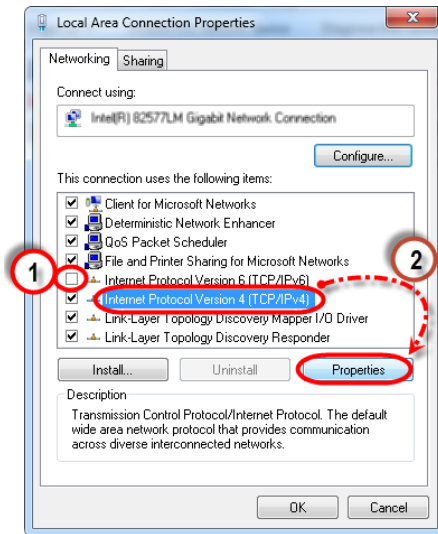 Local Area Connection Properties
Networking
Sharing
Connect using:
Intel(R) 82577LM Gigabit Network Connection
Configure...
This connection uses the following items:
Client for Microsoft Networks
Deterministic Network Enhancer
QoS Packet Scheduler
File and Printer Sharing for Microsoft Networks
1
2
Internet Protocol Version 6 (TCP/IPv6)
Internet Protocol Version 4 (TCP/IPv4)
Link-Layer Topology Discovery Mapper I/O Driver
Link-Layer Topology Discovery Responder
Install...
Uninstall
Properties
Description
Transmission Control Protocol/Internet Protocol. The default
wide area network protocol that provides communication
across diverse interconnected networks.
OK
Cancel